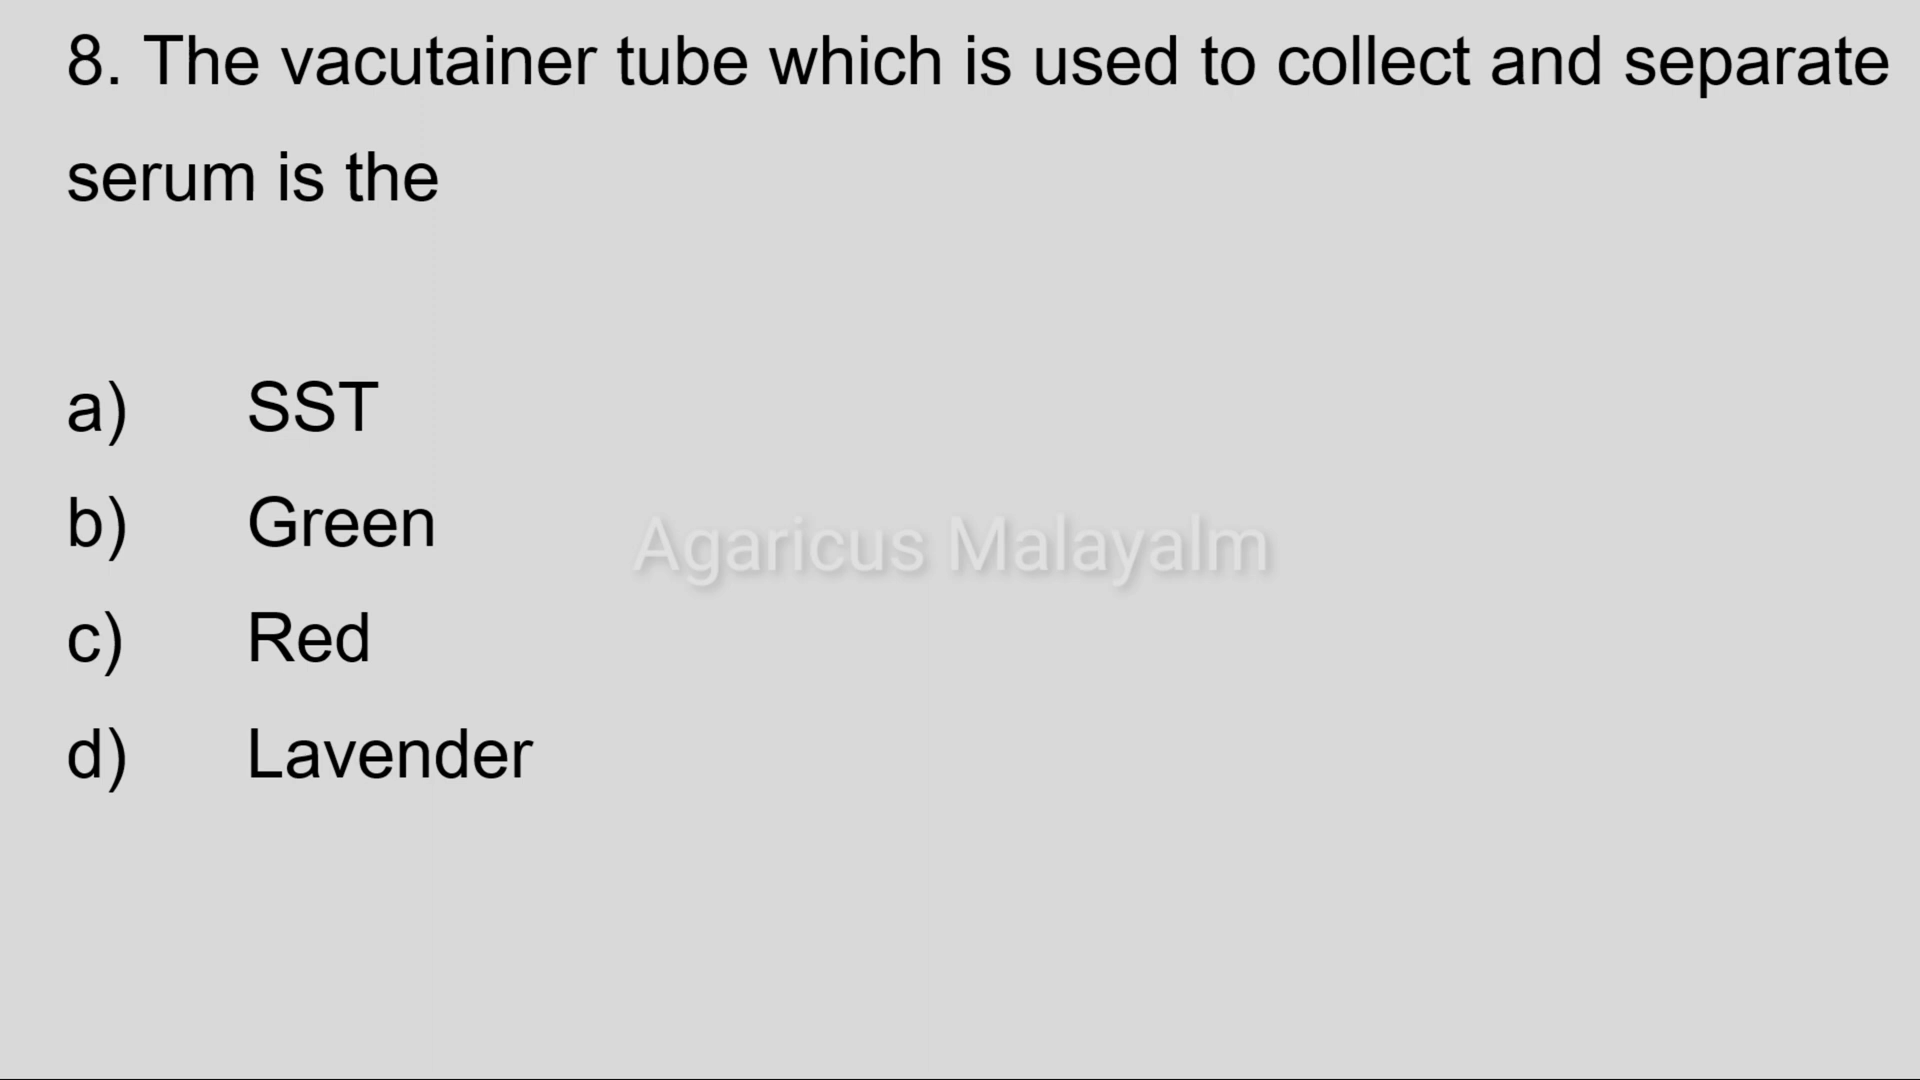 8. The vacutainer tube which is used to collect and separate
serum is the
a) SST
b) Green
Agaricus Malayalm
c) Red
d) Lavender